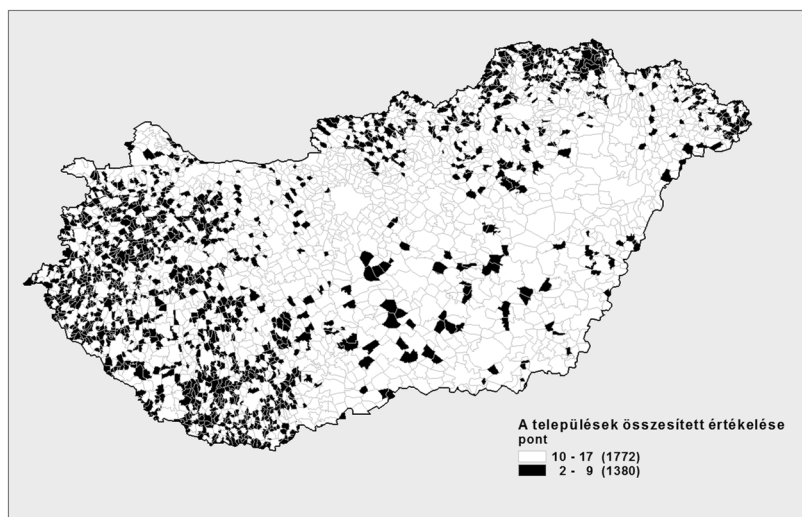 A települések összesített értékelése
pont
10 - 17 (1772)
2 - 9 (1380)